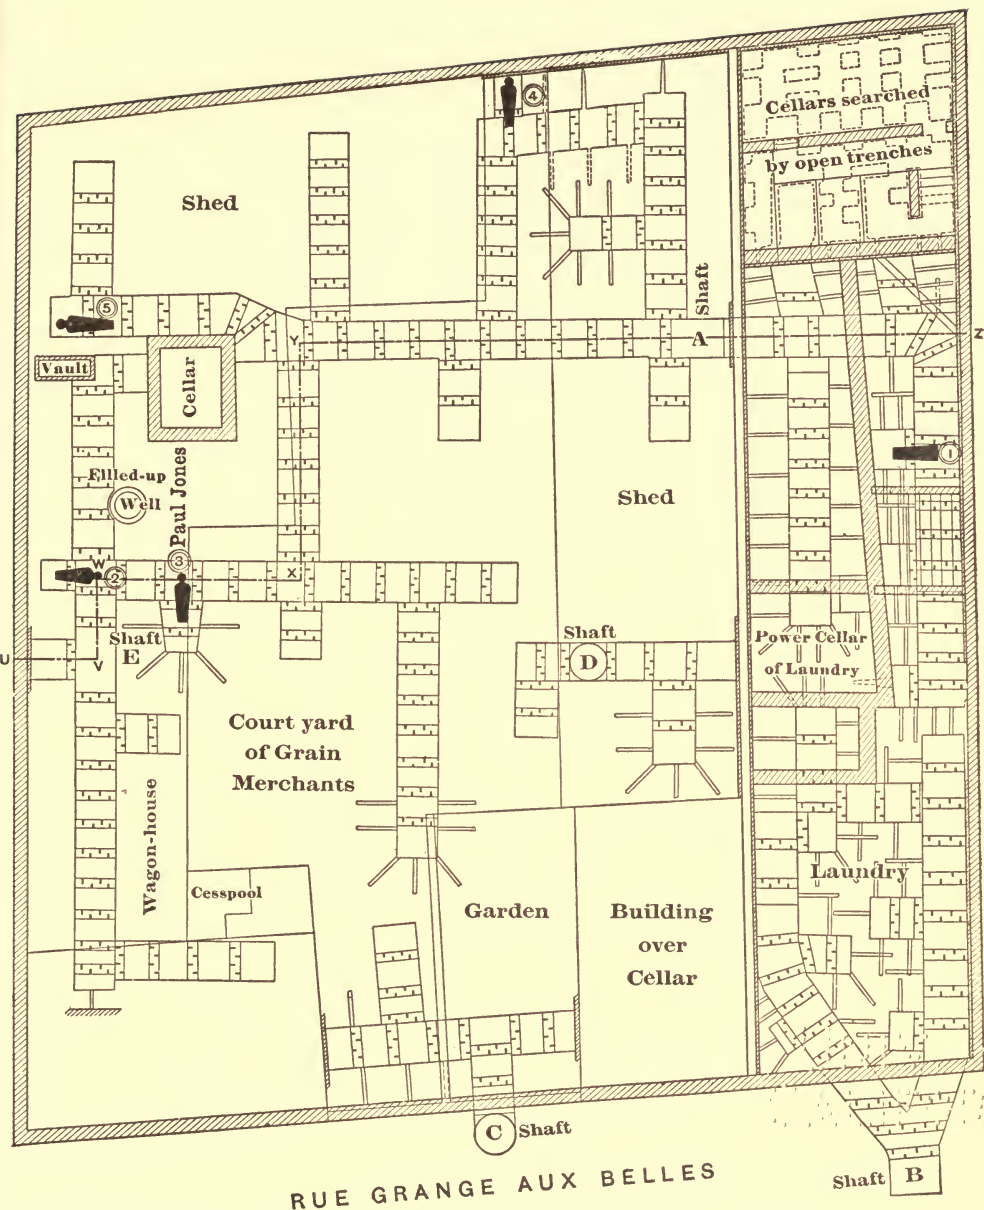 4
Cellars searched
by open trenches
Shed
Shaft
A
5
Y
Z
Vault
Cellar
1
Filled-up
Well
Paul Jones
Shed
3
W
2
X
Shaft
E
U
V
Shaft
D
Power Cellar
of Laundry
Court yard
of Grain
Merchants
Wagon-house
Cesspool
Laundry
Garden
Building
over
Cellar
C
Shaft
Shaft
B
RUE GRANGE AUX BELLES